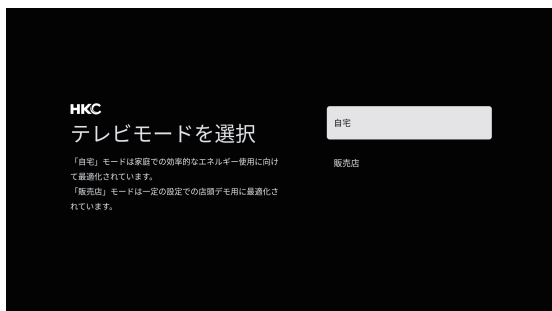 HKC
テレビモードを選択
「自宅」モードは家庭での効率的なエネルギー使用に向け
て最適化されています。
「販売店」モードは一定の設定での店頭デモ用に最適化さ
れています。
自宅
販売店